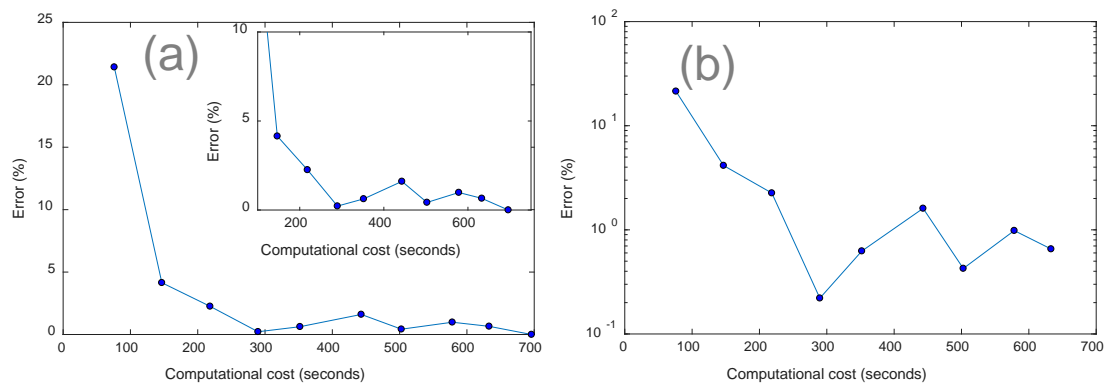 (a)
Error (%)
25
20
15
10
5
0
0 100 200 300 400 500 600 700
Computational cost (seconds)
Error (%)
10
5
0
200 400 600
Computational cost (seconds)
(b)
Error (%)
10^2
10^1
10^0
10^-1
0 100 200 300 400 500 600 700
Computational cost (seconds)